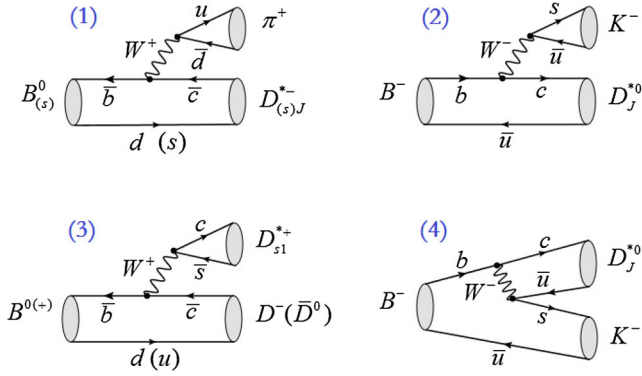 (1)
u
π⁺
W⁺
d̅
B⁰₍ₛ₎
b̅
c̅
D*⁻₍ₛ₎J
d (s)
(2)
s
K⁻
W⁻
u̅
B⁻
b
c
D*⁰J
u̅
(3)
c
D*⁺s1
W⁺
s̅
B⁰⁽⁺⁾
b̅
c̅
D⁻(D̅⁰)
d (u)
(4)
c
D*⁰J
b
u̅
W⁻
B⁻
s
K⁻
u̅